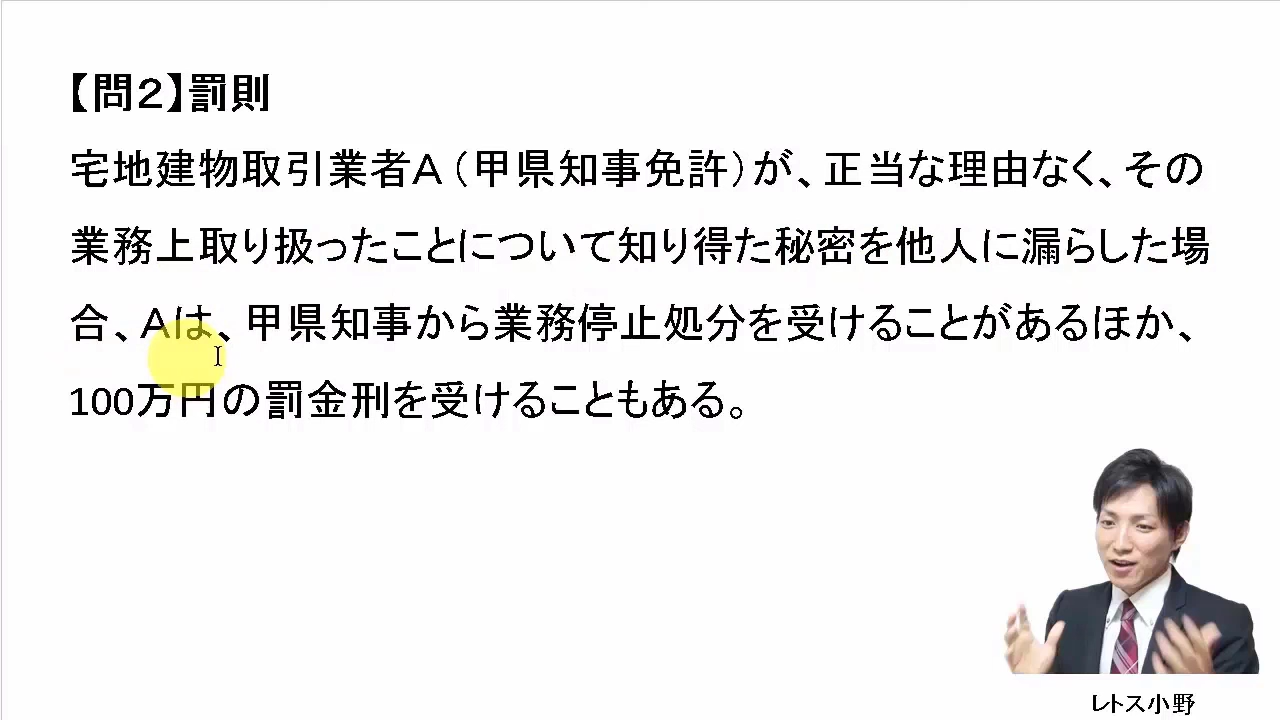 【問２】罰則
宅地建物取引業者Ａ（甲県知事免許）が、正当な理由なく、その
業務上取り扱ったことについて知り得た秘密を他人に漏らした場
合、Ａは、甲県知事から業務停止処分を受けることがあるほか、
100万円の罰金刑を受けることもある。
レトス小野